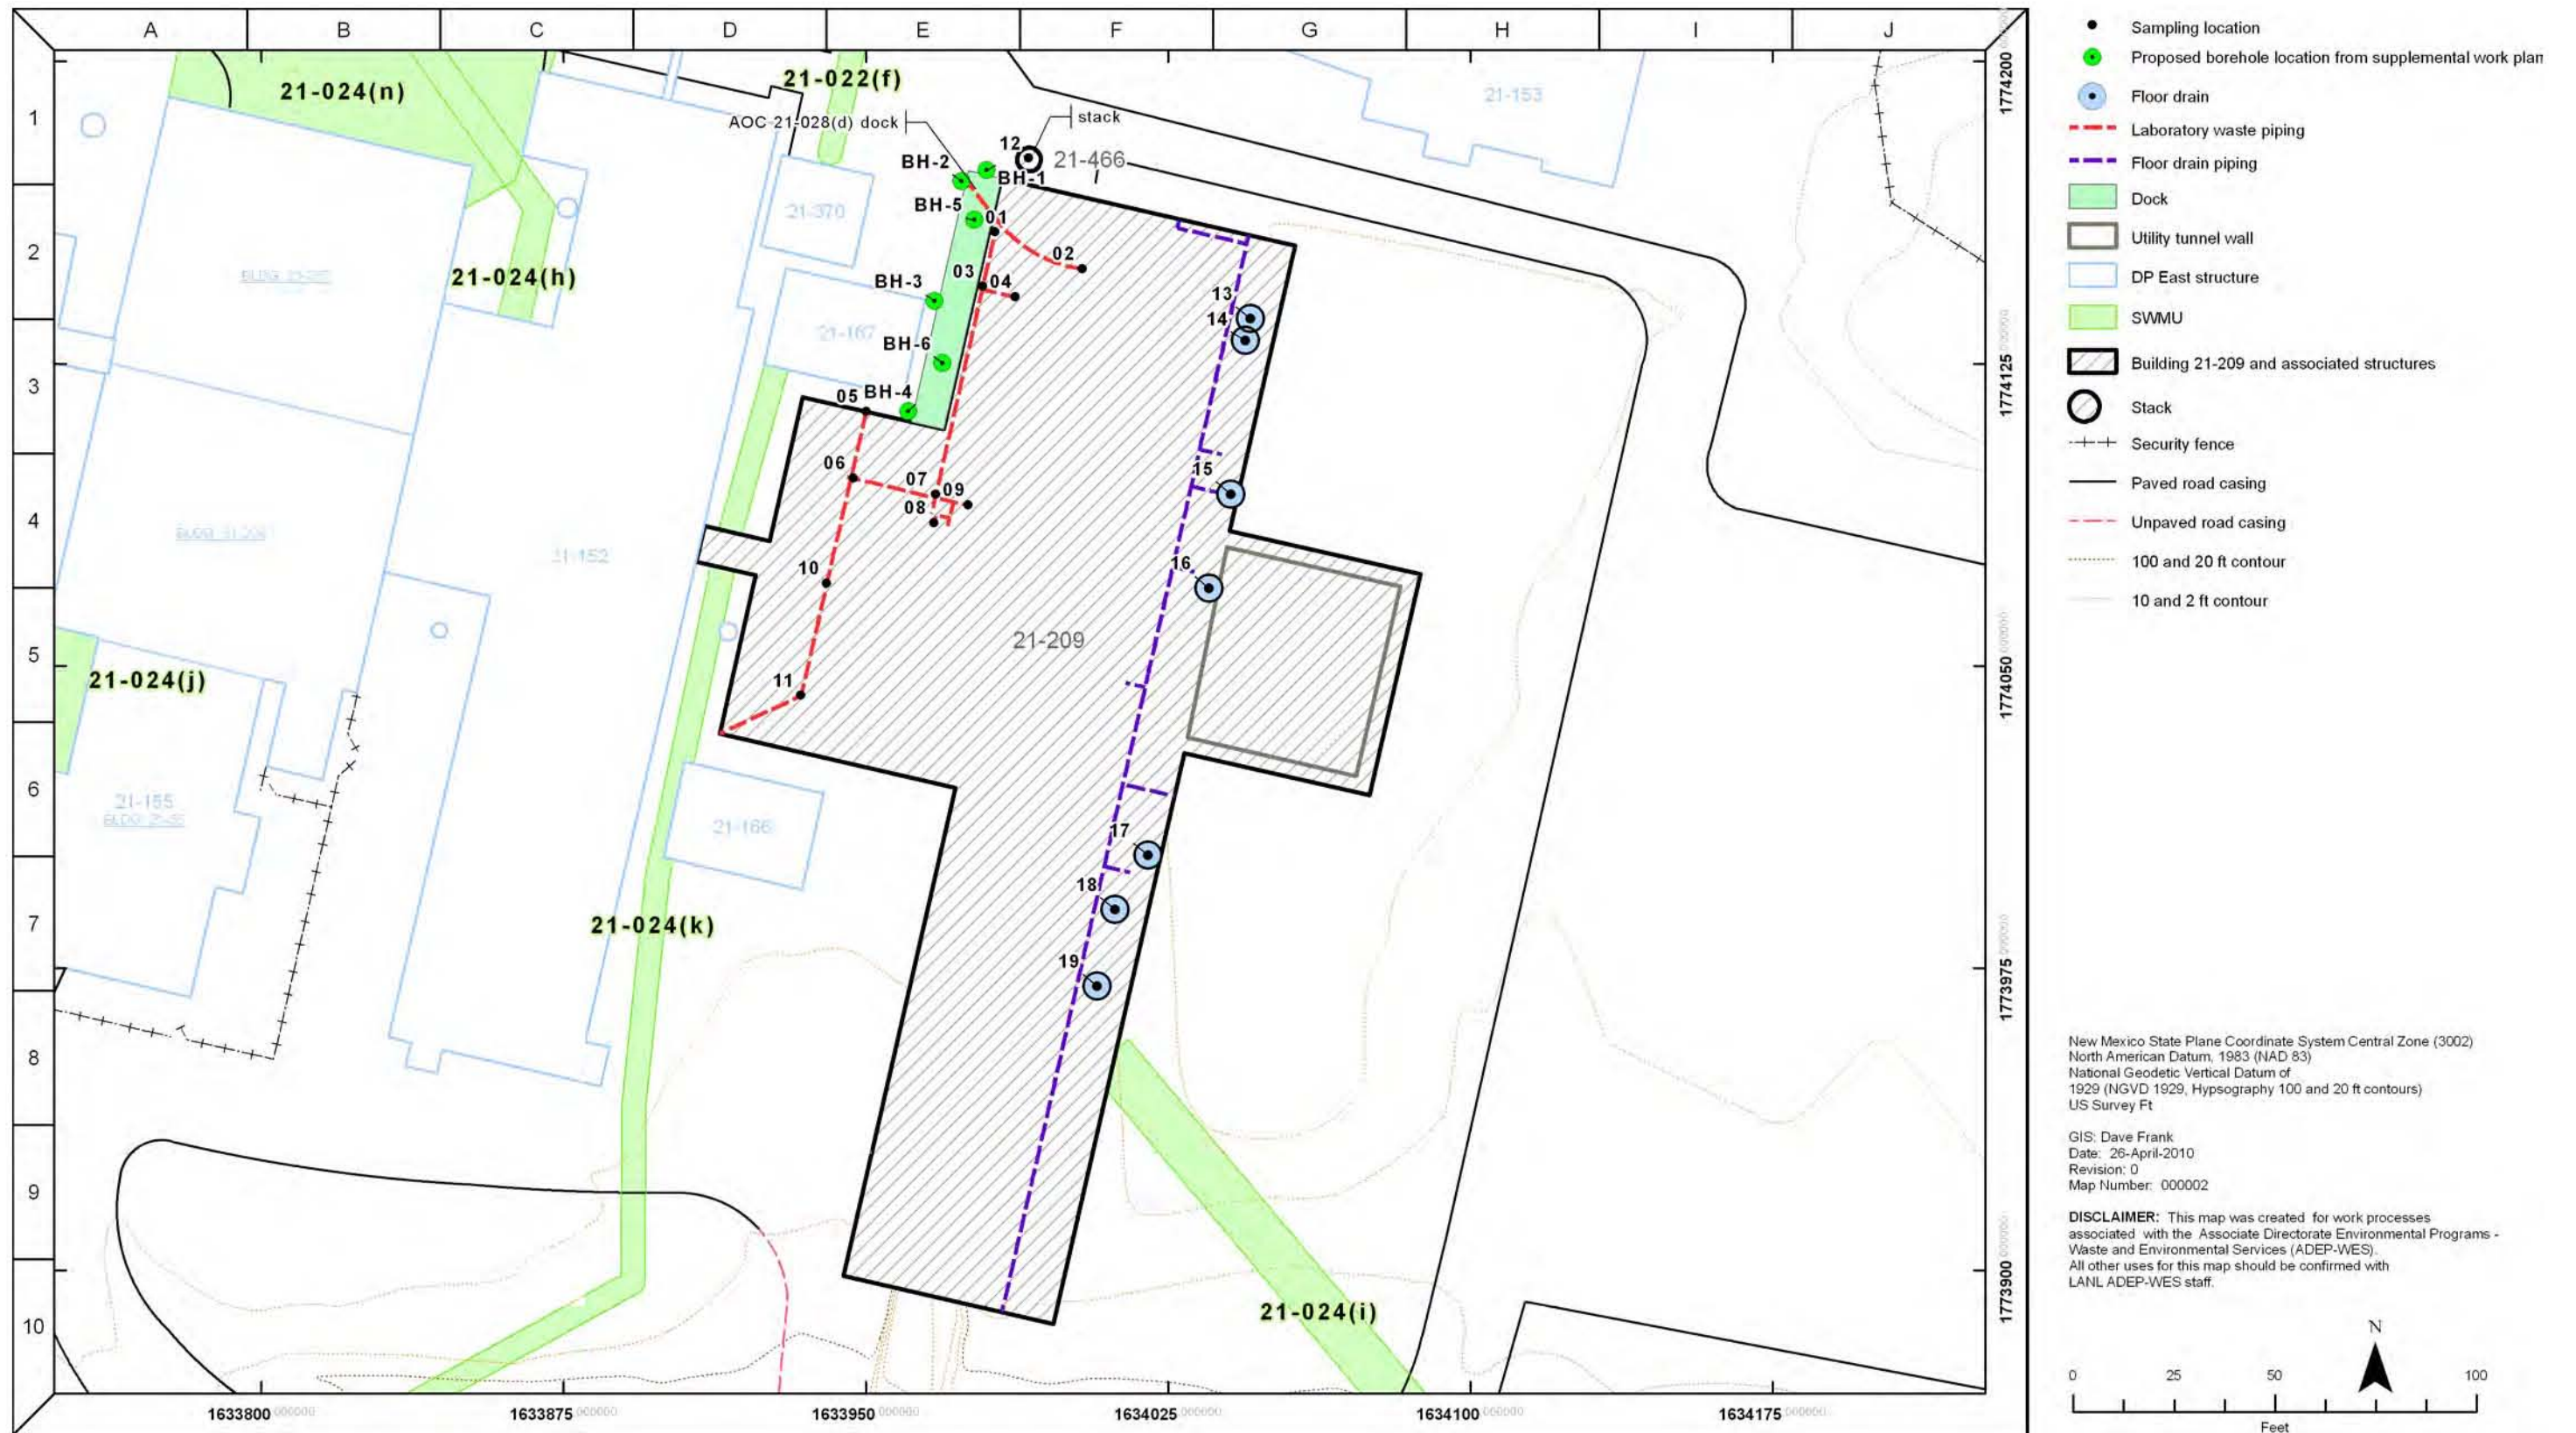 A B C D E F G H I J
1
2
3
4
5
6
7
8
9
10
21-024(n)
21-022(f)
21-153
AOC 21-028(d) dock
stack
12
21-466
BH-2
BH-1
BH-5
01
21-370
02
21-024(h)
03
04
BH-3
13
14
21-167
BH-6
05
BH-4
06
07
09
08
15
21-152
10
16
21-209
21-024(j)
11
21-155
21-166
17
18
21-024(k)
19
21-024(i)
1774200.000000
1774125.000000
1774050.000000
1773975.000000
1773900.000000
1633800.000000
1633875.000000
1633950.000000
1634025.000000
1634100.000000
1634175.000000
Sampling location
Proposed borehole location from supplemental work plan
Floor drain
Laboratory waste piping
Floor drain piping
Dock
Utility tunnel wall
DP East structure
SWMU
Building 21-209 and associated structures
Stack
Security fence
Paved road casing
Unpaved road casing
100 and 20 ft contour
10 and 2 ft contour
New Mexico State Plane Coordinate System Central Zone (3002)
North American Datum, 1983 (NAD 83)
National Geodetic Vertical Datum of
1929 (NGVD 1929, Hypsography 100 and 20 ft contours)
US Survey Ft
GIS: Dave Frank
Date: 26-April-2010
Revision: 0
Map Number: 000002
DISCLAIMER: This map was created for work processes
associated with the Associate Directorate Environmental Programs -
Waste and Environmental Services (ADEP-WES).
All other uses for this map should be confirmed with
LANL ADEP-WES staff.
N
0 25 50 100
Feet